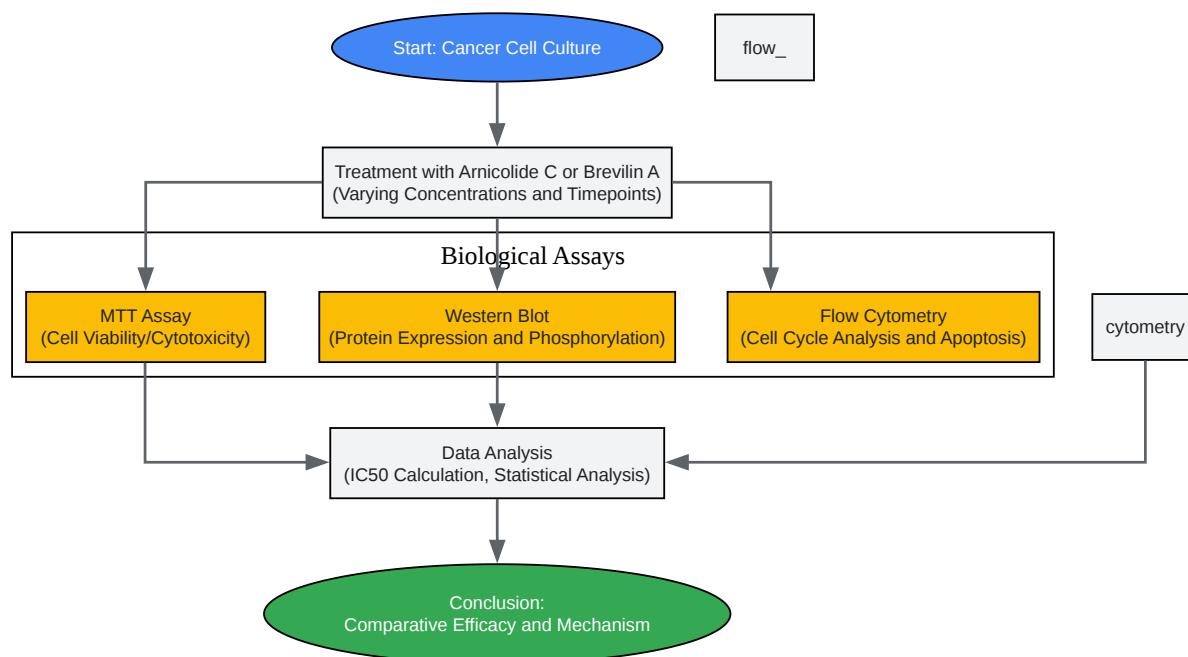 Start: Cancer Cell Culture
flow_
Treatment with Arnicolide C or Brevilin A
(Varying Concentrations and Timepoints)
Biological Assays
MTT Assay
(Cell Viability/Cytotoxicity)
Western Blot
(Protein Expression and Phosphorylation)
Flow Cytometry
(Cell Cycle Analysis and Apoptosis)
cytometry
Data Analysis
(IC50 Calculation, Statistical Analysis)
Conclusion:
Comparative Efficacy and Mechanism